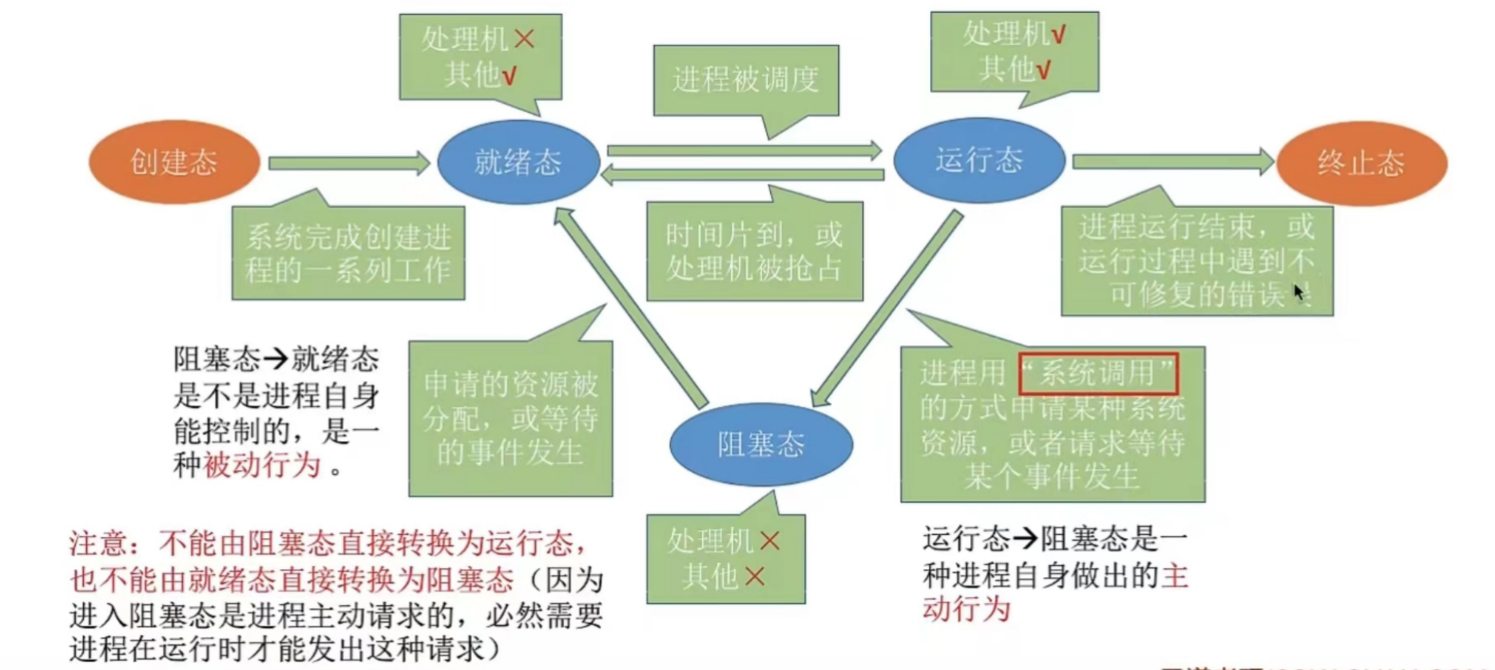 处理机×
其他√
进程被调度
处理机√
其他√
创建态
就绪态
运行态
终止态
系统完成创建进
程的一系列工作
时间片到，或
处理机被抢占
进程运行结束，或
运行过程中遇到不
可修复的错误
阻塞态→就绪态
是不是进程自身
能控制的，是一
种被动行为。
申请的资源被
分配，或等待
的事件发生
阻塞态
进程用“系统调用”
的方式申请某种系统
资源，或者请求等待
某个事件发生
处理机×
其他×
运行态→阻塞态是一
种进程自身做出的主
动行为
注意：不能由阻塞态直接转换为运行态，
也不能由就绪态直接转换为阻塞态（因为
进入阻塞态是进程主动请求的，必然需要
进程在运行时才能发出这种请求）